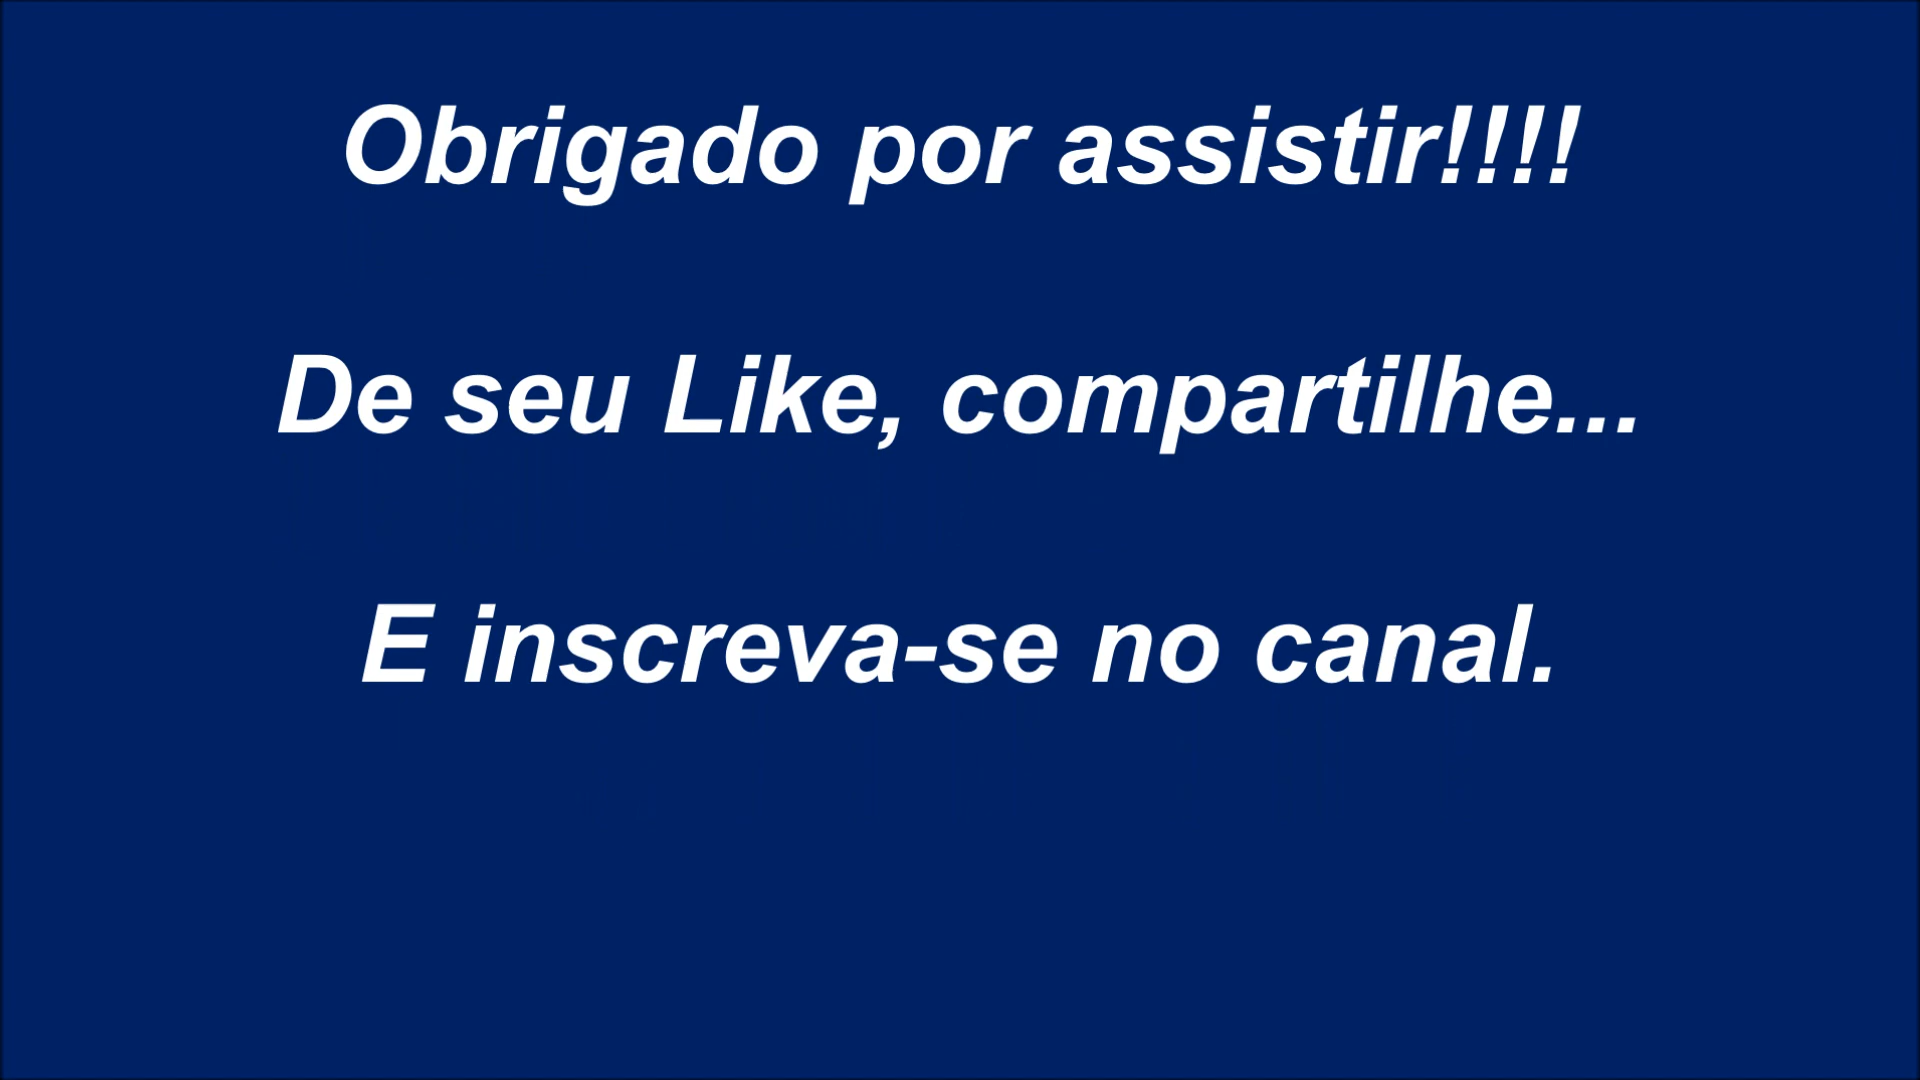 Obrigado por assistir!!!!
De seu Like, compartilhe...
E inscreva-se no canal.